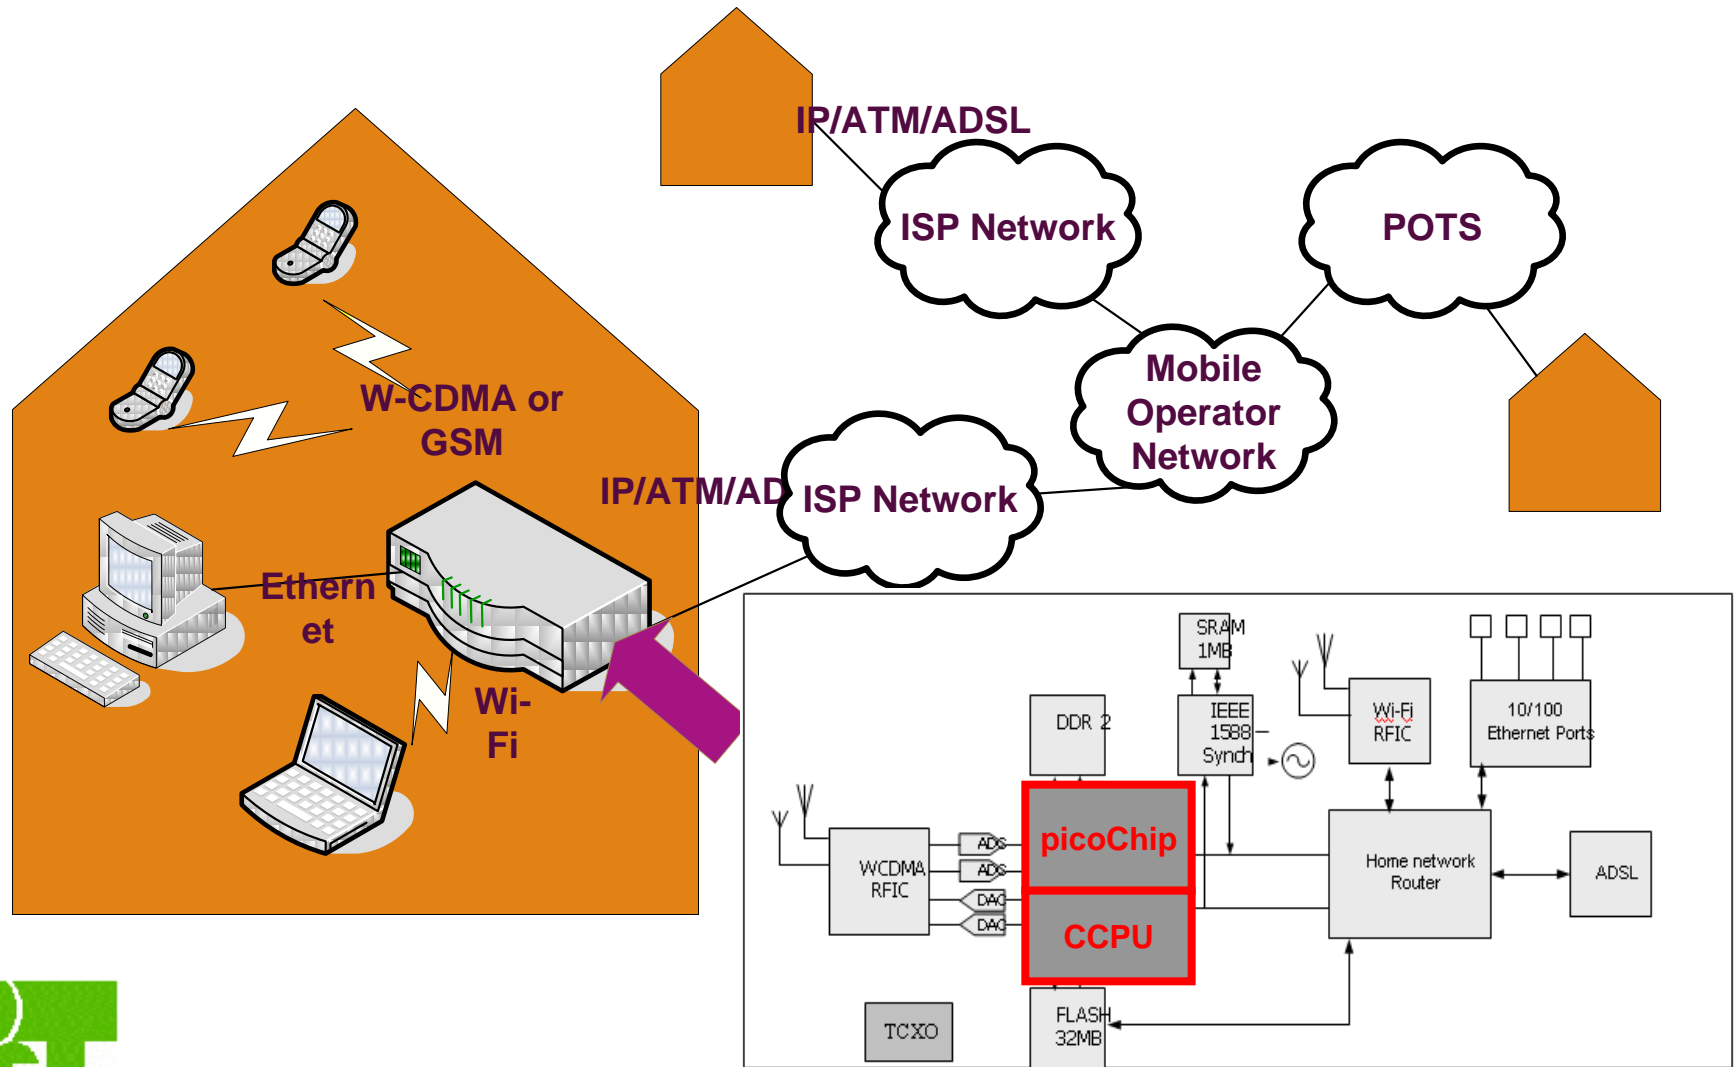 IP/ATM/ADSL
ISP Network
POTS
Mobile
Operator
Network
W-CDMA or
GSM
IP/ATM/AD
ISP Network
Ethern
et
Wi-
Fi
SRAM
1MB
DDR 2
IEEE
1588
Synch
Wi-Fi
RFIC
10/100
Ethernet Ports
WCDMA
RFIC
ADC
ADC
DAC
DAC
picoChip
CCPU
Home network
Router
ADSL
TCXO
FLASH
32MB